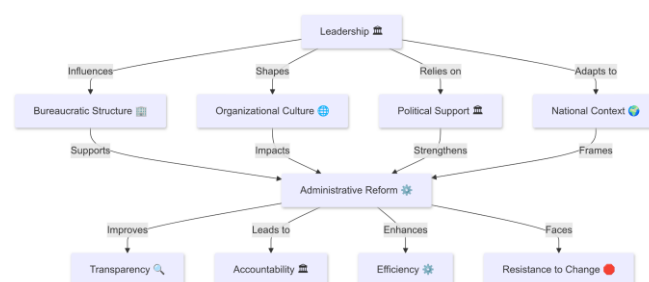 Leadership 🏛
Influences Shapes Relies on Adapts to
Bureaucratic Structure 🏢 Organizational Culture 🌐 Political Support 🏛 National Context 🌍
Supports Impacts Strengthens Frames
Administrative Reform ⚙️
Improves Leads to Enhances Faces
Transparency 🔍 Accountability 🏛 Efficiency ⚙️ Resistance to Change 🛑